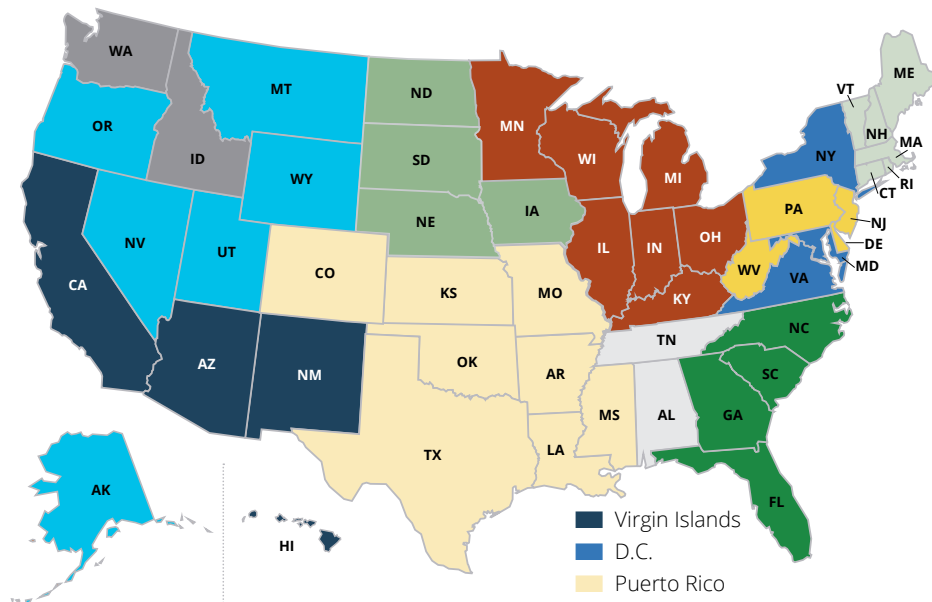 WA
MT
ND
MN
ME
VT
OR
NH
MA
ID
SD
WI
NY
WY
MI
RI
CT
IA
PA
NE
NJ
NV
UT
IL
IN
OH
DE
WV
MD
CO
VA
CA
KS
MO
KY
NC
TN
AZ
OK
AR
SC
NM
MS
AL
GA
LA
TX
AK
FL
HI
Virgin Islands
D.C.
Puerto Rico